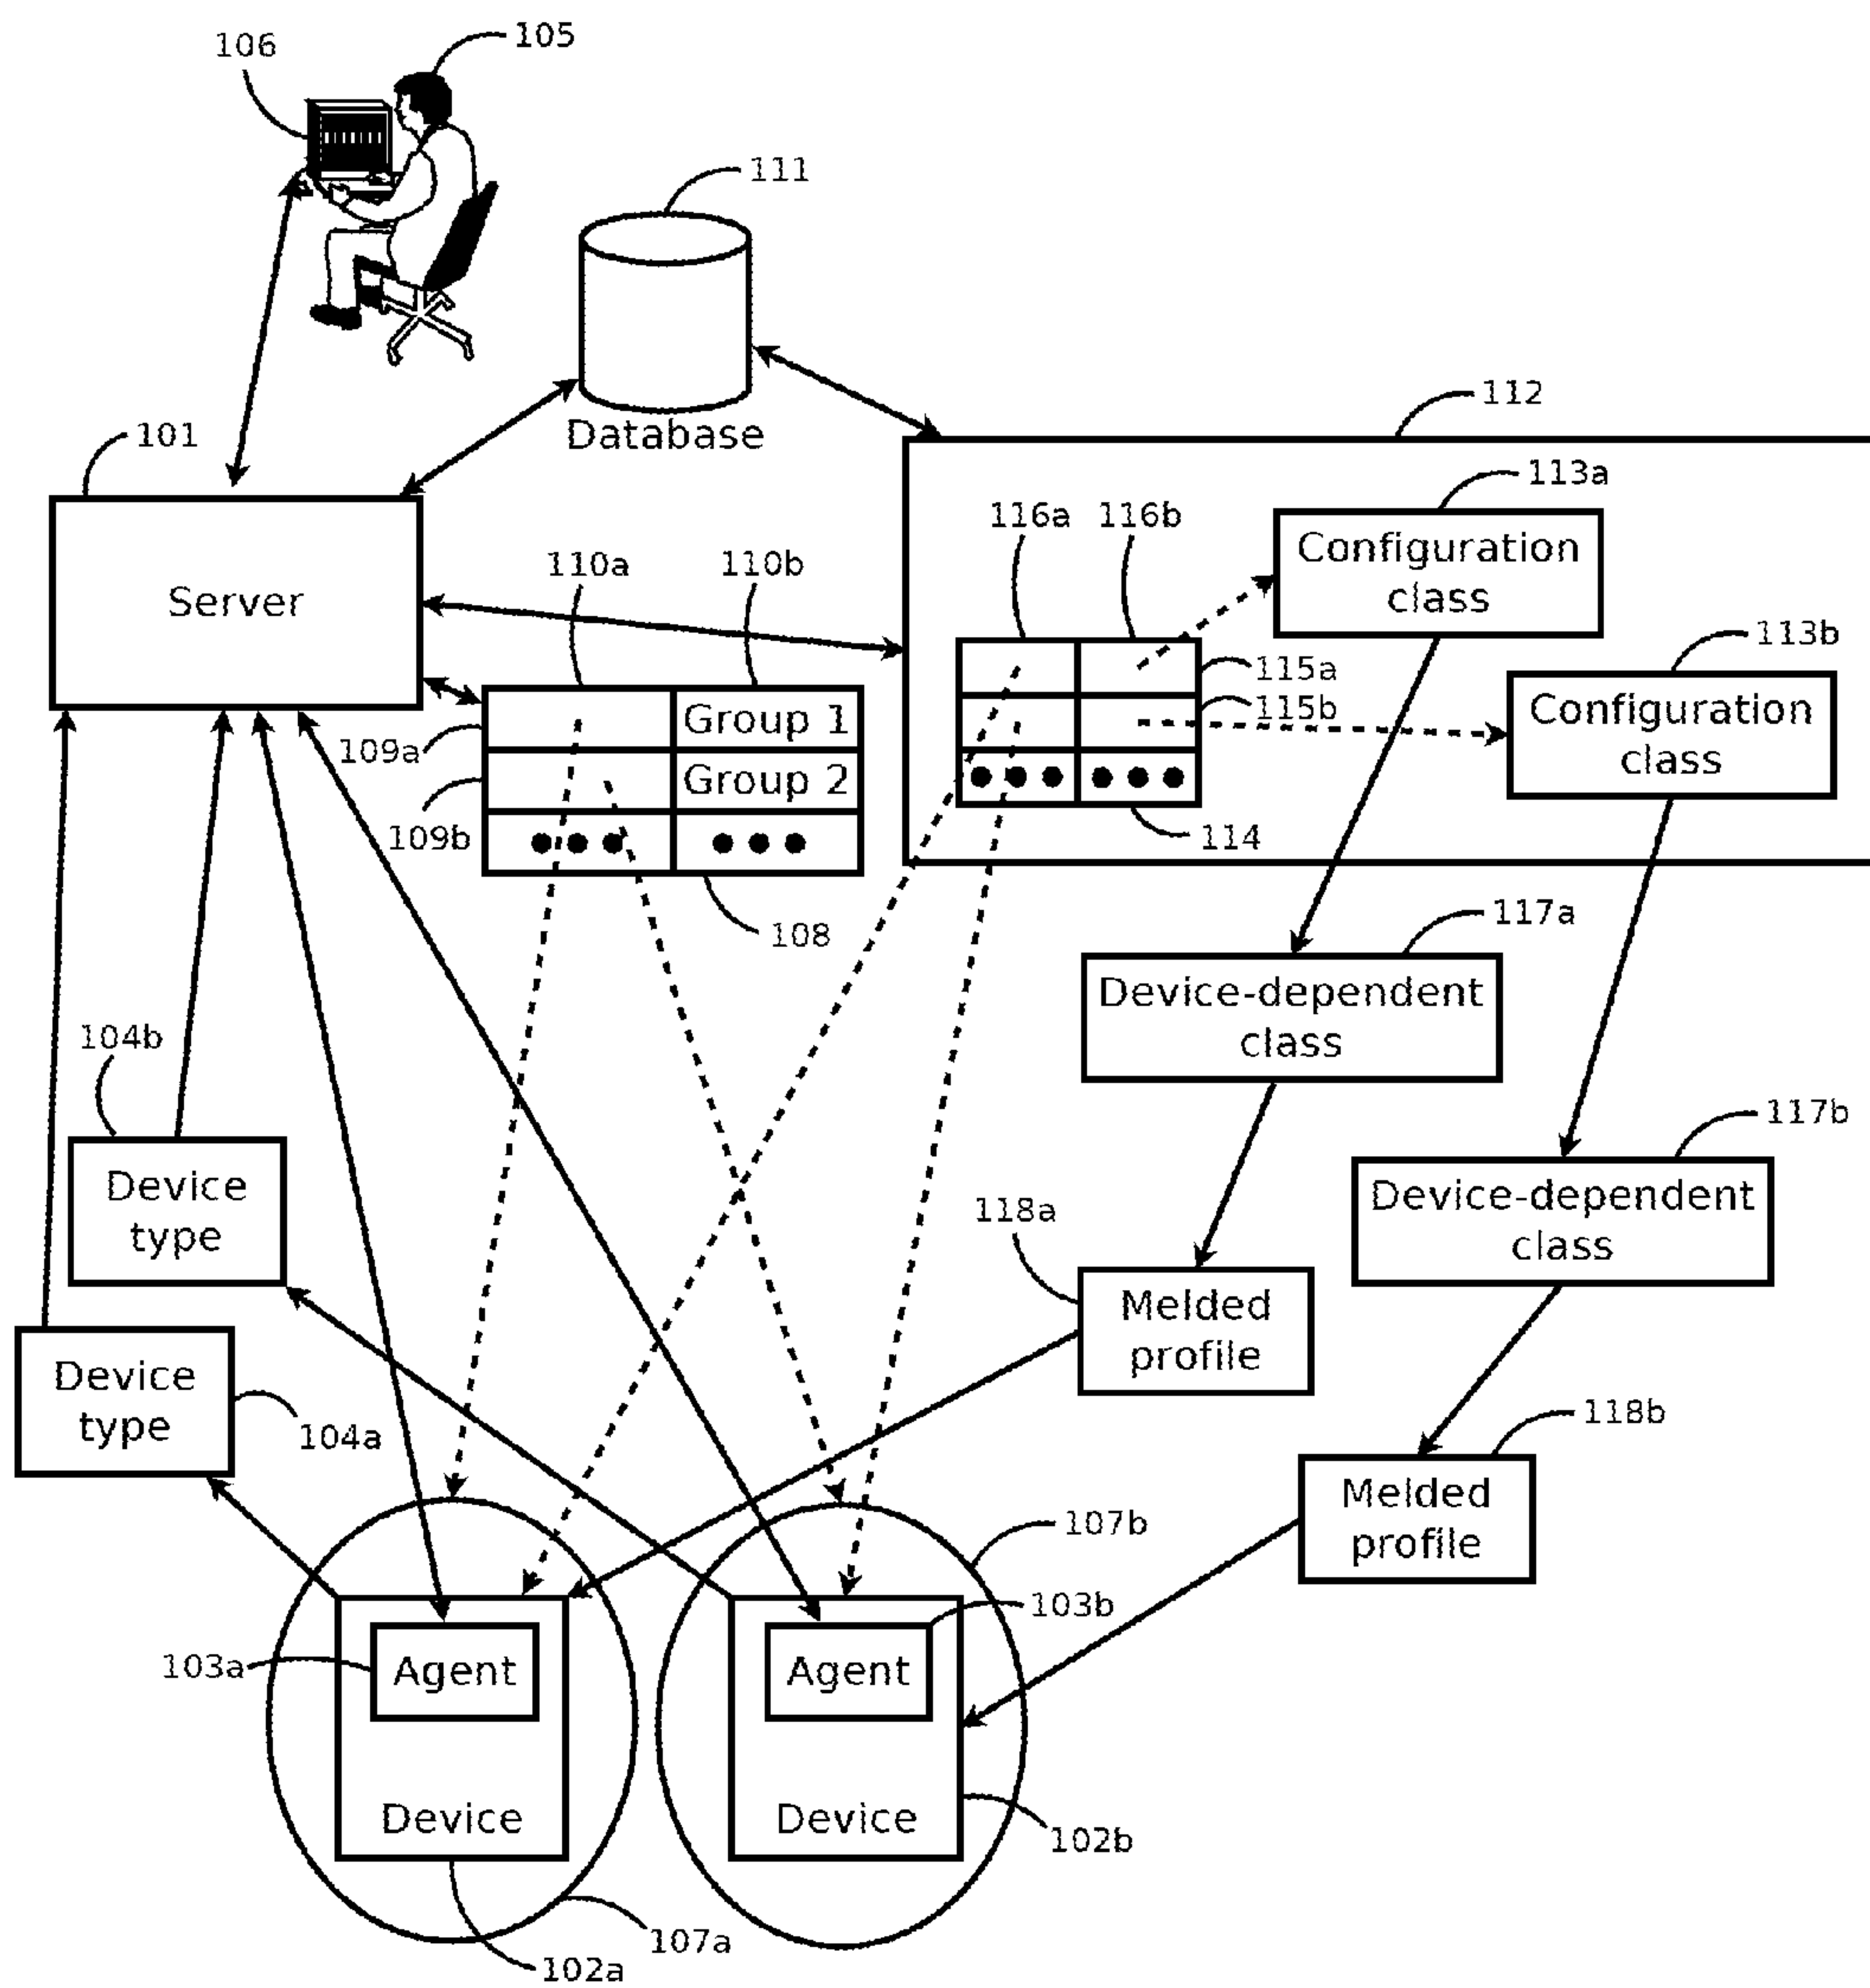 105
106
111
112
Database
101
113a
116a 116b
Configuration
class
110a
110b
Server
113b
115a
115b
Configuration
class
Group 1
109a
Group 2
109b
114
108
117a
Device-dependent
class
104b
117b
Device
type
Device-dependent
class
118a
Melded
profile
Device
type
104a
118b
Melded
profile
107b
103b
103a
Agent
Agent
Device
Device
102b
107a
102a